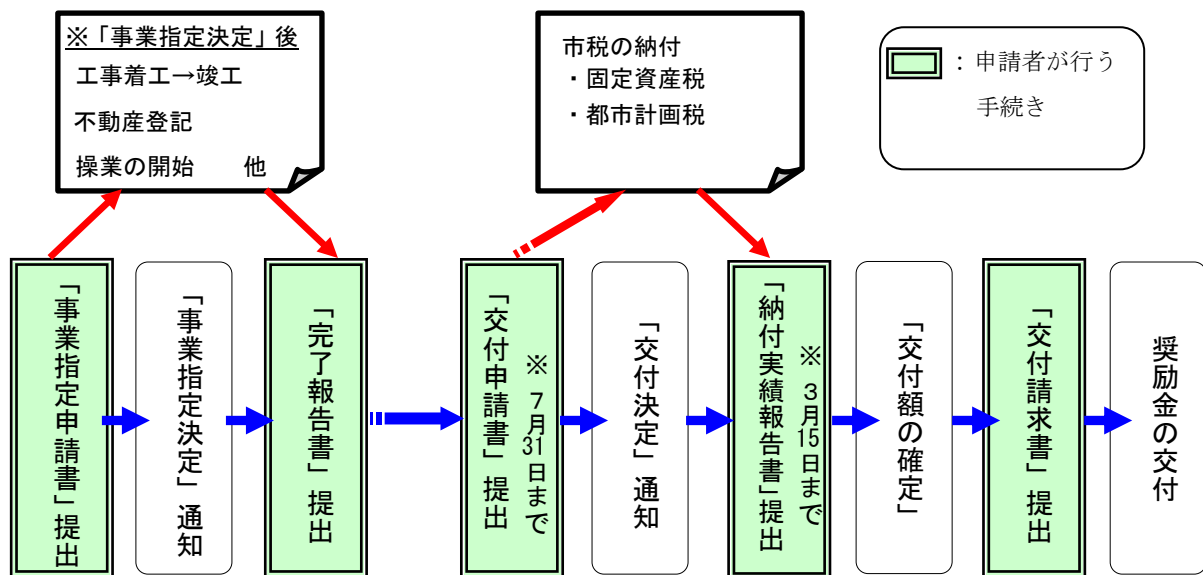 ※「事業指定決定」後
工事着工→竣工
不動産登記
操業の開始　他
市税の納付
・固定資産税
・都市計画税
：申請者が行う
手続き
「事業指定申請書」提出
「事業指定決定」通知
「完了報告書」提出
「交付申請書」提出
※ 7月31日まで
「交付決定」通知
「納付実績報告書」提出
※ 3月15日まで
「交付額の確定」
「交付請求書」提出
奨励金の交付